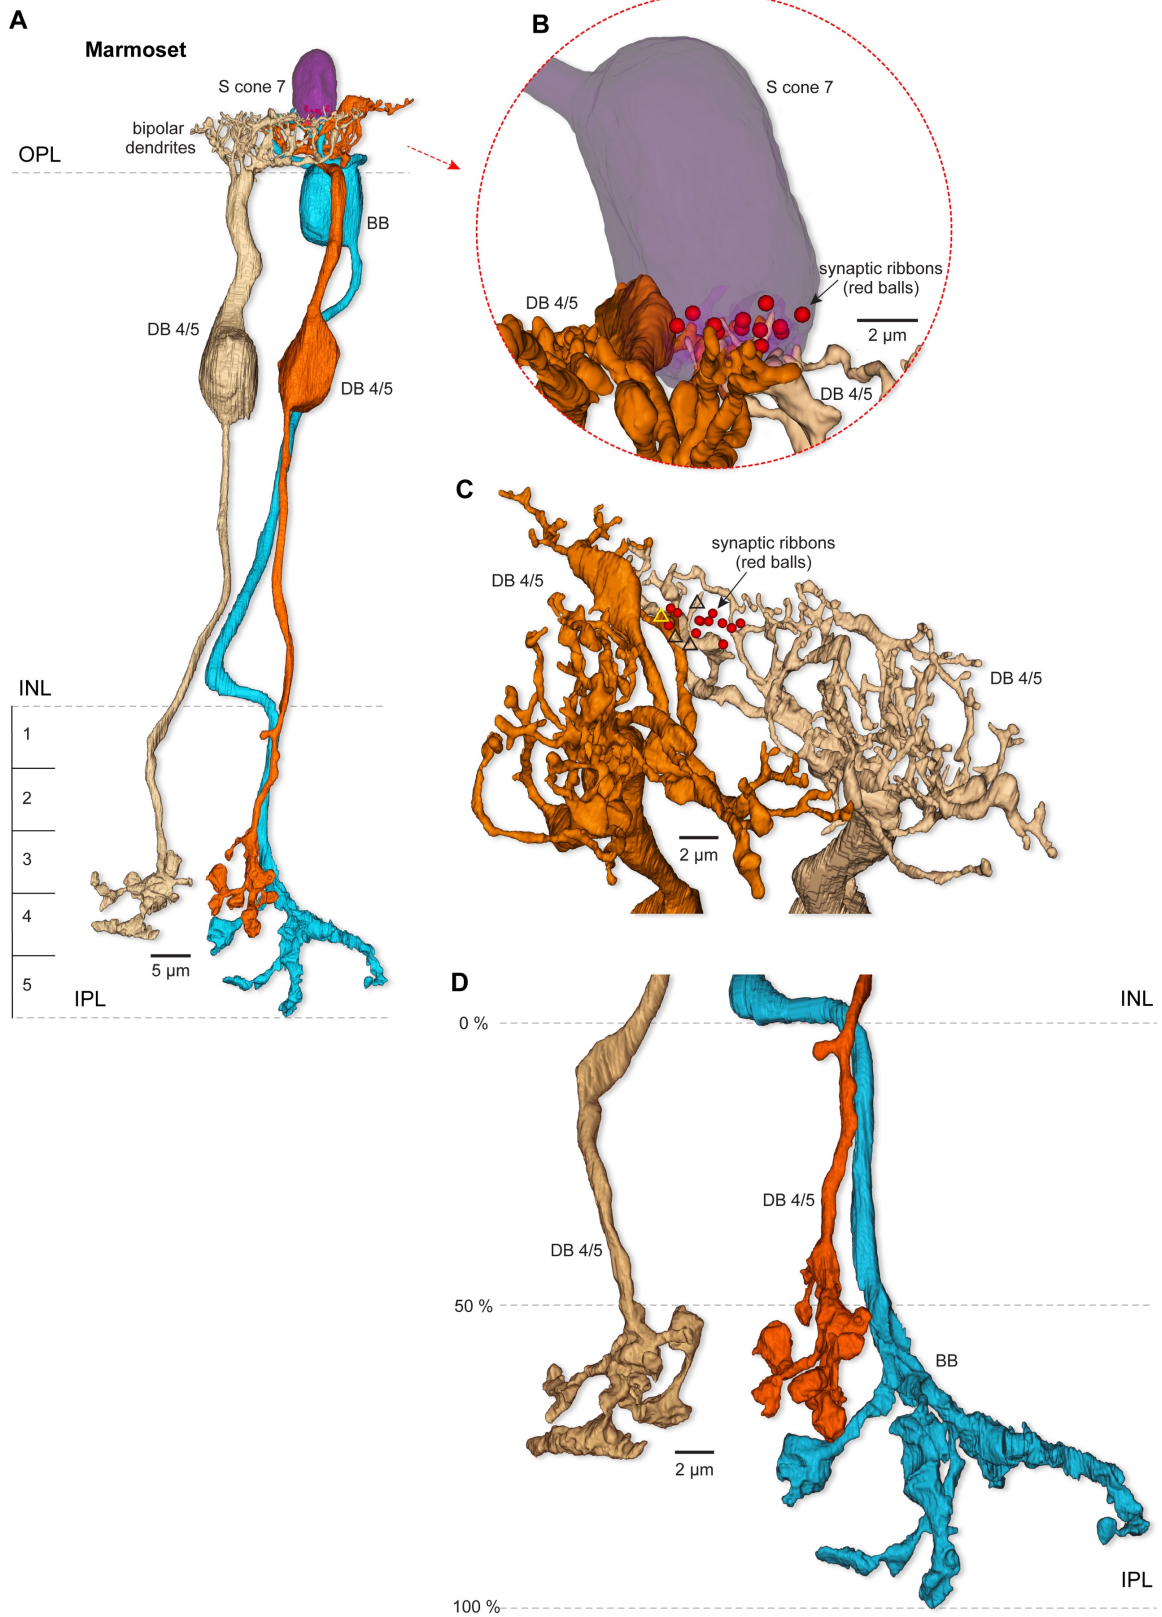 A
Marmoset
S cone 7
bipolar
dendrites
OPL
BB
DB 4/5
DB 4/5
INL
1
2
3
4
5
5 µm
IPL
B
S cone 7
synaptic ribbons
(red balls)
DB 4/5
2 µm
DB 4/5
C
synaptic ribbons
(red balls)
DB 4/5
DB 4/5
2 µm
D
INL
0 %
DB 4/5
DB 4/5
50 %
BB
2 µm
IPL
100 %